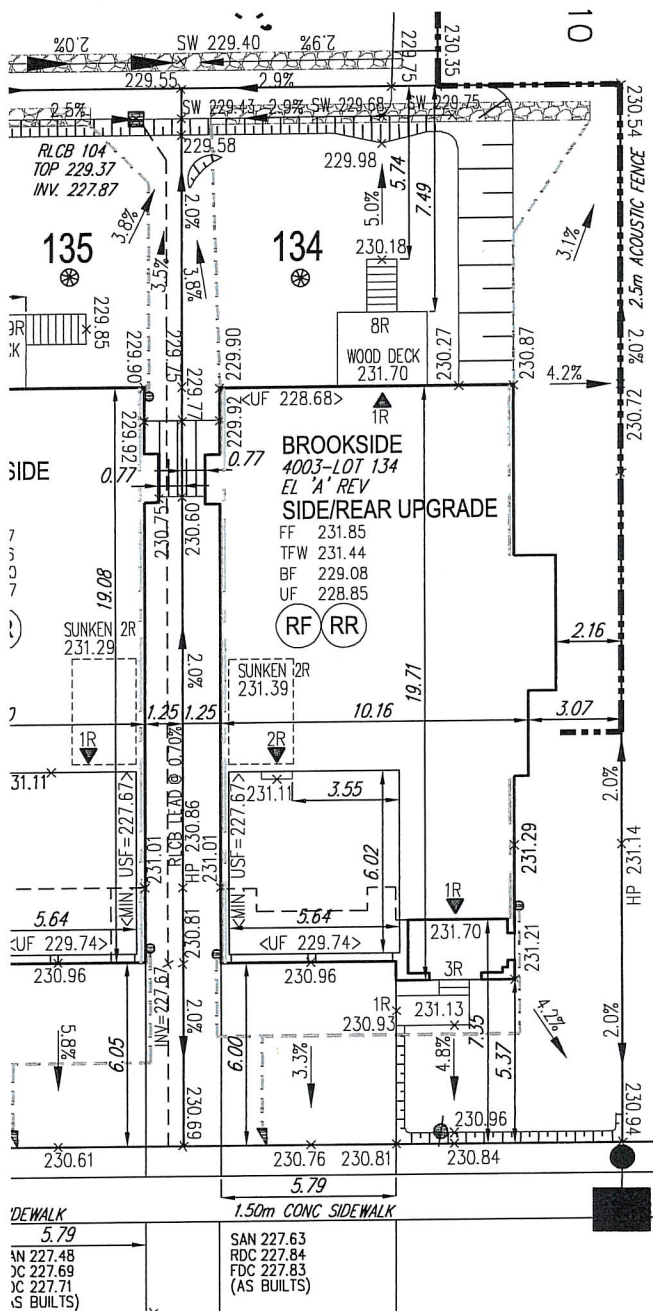 10
2.0%
SW 229.40
2.9%
229.75
230.35
229.55
2.9%
2.5%
SW 229.43
2.9%
SW 229.68
SW 229.75
230.54
RLCB 104
TOP 229.37
INV. 227.87
229.58
229.98
5.74
7.49
2.5m ACOUSTIC FENCE
3.8%
2.0%
5.0%
3.1%
135
134
230.18
3.5%
3.8%
229.85
8R
WOOD DECK
231.70
2.0%
229.90
229.75
229.77
229.90
230.27
230.87
4.2%
230.72
229.92
229.92
<UF 228.68>
1R
BROOKSIDE
4003-LOT 134
EL 'A' REV
SIDE/REAR UPGRADE
SIDE
0.77
0.77
FF 231.85
TFW 231.44
BF 229.08
UF 228.85
230.75
230.60
RF
RR
19.08
19.71
2.16
SUNKEN 2R
231.29
SUNKEN 2R
231.39
2.0%
1.25
1.25
10.16
3.07
1R
2R
231.11
231.11
3.55
<MIN USF=227.67>
RLCB LEAD @ 0.70%
HP 230.86
<MIN USF=227.67>
6.02
2.0%
231.29
HP 231.14
231.01
231.01
5.64
5.64
1R
231.70
231.21
<UF 229.74>
230.81
<UF 229.74>
3R
230.96
230.96
INV=227.67
1R
231.13
230.93
7.35
5.37
5.8%
6.05
2.0%
6.00
3.3%
4.8%
4.2%
2.0%
230.69
230.96
230.94
230.61
230.76
230.81
230.84
5.79
DEWALK
1.50m CONC SIDEWALK
5.79
AN 227.48
DC 227.69
DC 227.71
AS BUILTS)
SAN 227.63
RDC 227.84
FDC 227.83
(AS BUILTS)